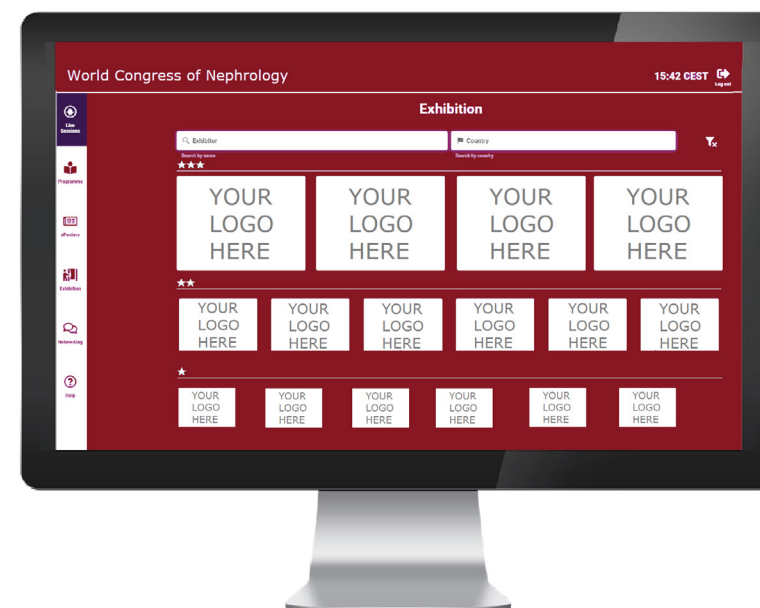 World Congress of Nephrology
15:42 CEST
Log out
Exhibition
Live
Sessions
Programme
ePosters
Exhibition
Networking
Help
Exhibitor
Country
Search by name
Search by country
YOUR
LOGO
HERE
YOUR
LOGO
HERE
YOUR
LOGO
HERE
YOUR
LOGO
HERE
YOUR
LOGO
HERE
YOUR
LOGO
HERE
YOUR
LOGO
HERE
YOUR
LOGO
HERE
YOUR
LOGO
HERE
YOUR
LOGO
HERE
YOUR
LOGO
HERE
YOUR
LOGO
HERE
YOUR
LOGO
HERE
YOUR
LOGO
HERE
YOUR
LOGO
HERE
YOUR
LOGO
HERE